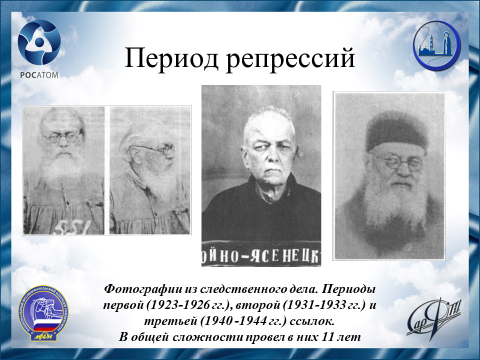 РОСАТОМ
Период репрессий
551
ОЙНО-ЯСЕНЕЦК
Фотографии из следственного дела. Периоды
первой (1923-1926 гг.), второй (1931-1933 гг.) и
третьей (1940 -1944 гг.) ссылок.
В общей сложности провел в них 11 лет